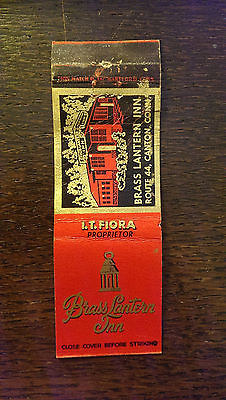 BRASS LANTERN INN
ROUTE 44, CANTON, CONN.
I.T. FIORA
PROPRIETOR
Brass Lantern
Inn
CLOSE COVER BEFORE STRIKING